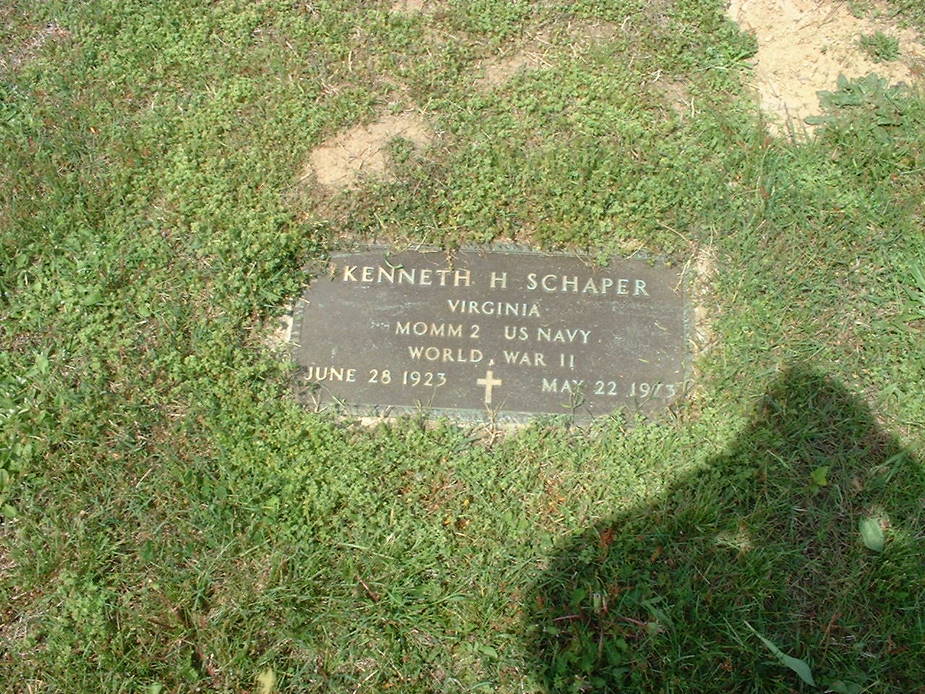 KENNETH H SCHAPER
VIRGINIA
MOMM 2 US NAVY
WORLD WAR II
JUNE 28 1923 MAY 22 1973